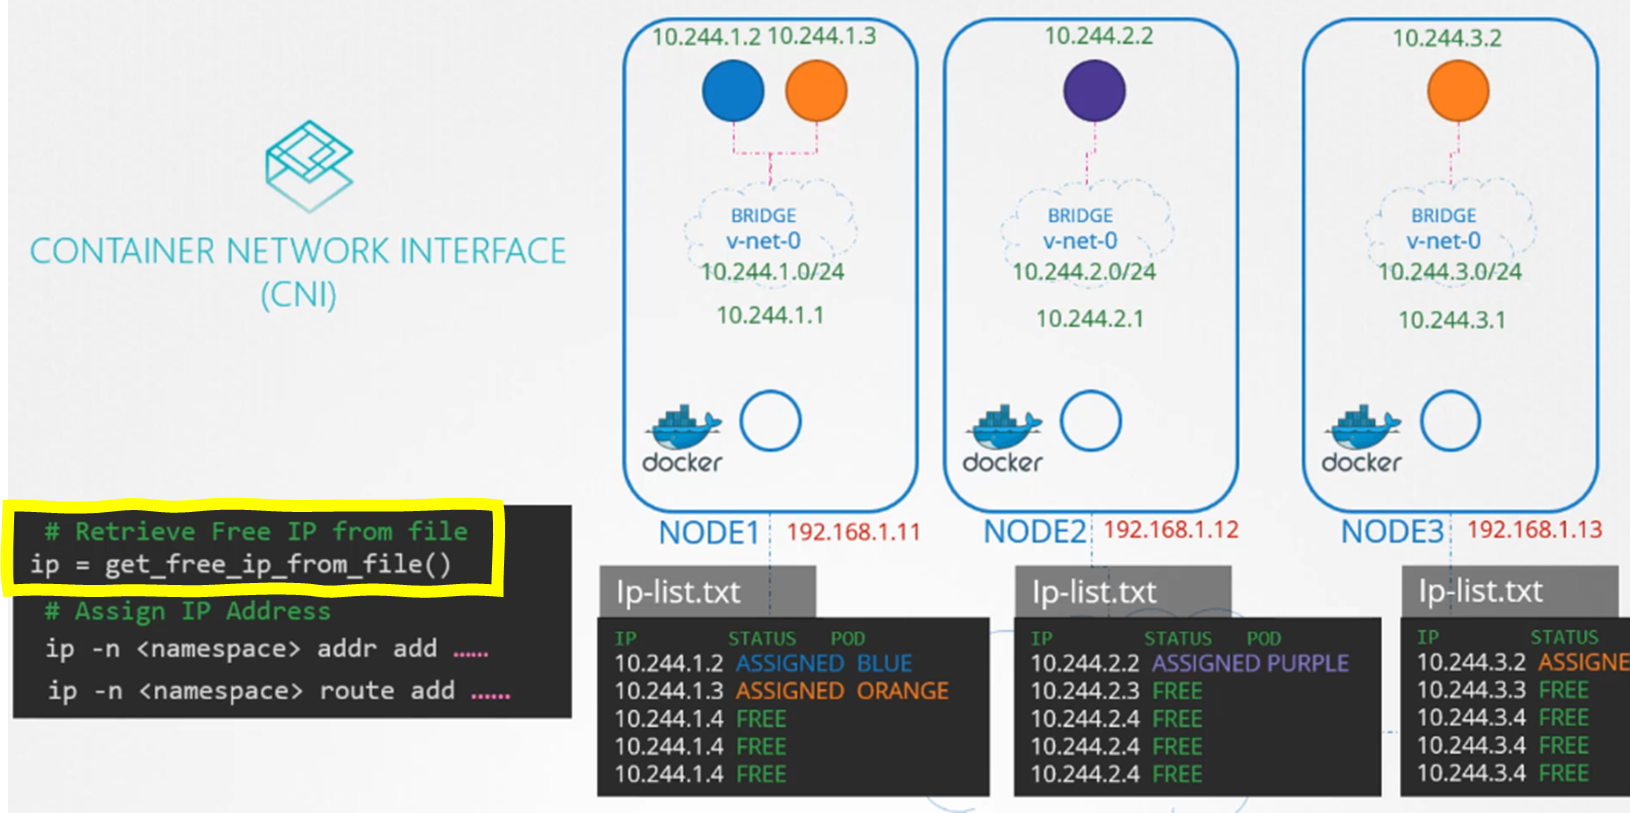 CONTAINER NETWORK INTERFACE
(CNI)
# Retrieve Free IP from file
ip = get_free_ip_from_file()
# Assign IP Address
ip -n <namespace> addr add ......
ip -n <namespace> route add ......
10.244.1.2 10.244.1.3
BRIDGE
v-net-0
10.244.1.0/24
10.244.1.1
docker
NODE1 192.168.1.11
Ip-list.txt
IP STATUS POD
10.244.1.2 ASSIGNED BLUE
10.244.1.3 ASSIGNED ORANGE
10.244.1.4 FREE
10.244.1.4 FREE
10.244.1.4 FREE
10.244.2.2
BRIDGE
v-net-0
10.244.2.0/24
10.244.2.1
docker
NODE2 192.168.1.12
Ip-list.txt
IP STATUS POD
10.244.2.2 ASSIGNED PURPLE
10.244.2.3 FREE
10.244.2.4 FREE
10.244.2.4 FREE
10.244.2.4 FREE
10.244.3.2
BRIDGE
v-net-0
10.244.3.0/24
10.244.3.1
docker
NODE3 192.168.1.13
Ip-list.txt
IP STATUS
10.244.3.2 ASSIGNE
10.244.3.3 FREE
10.244.3.4 FREE
10.244.3.4 FREE
10.244.3.4 FREE